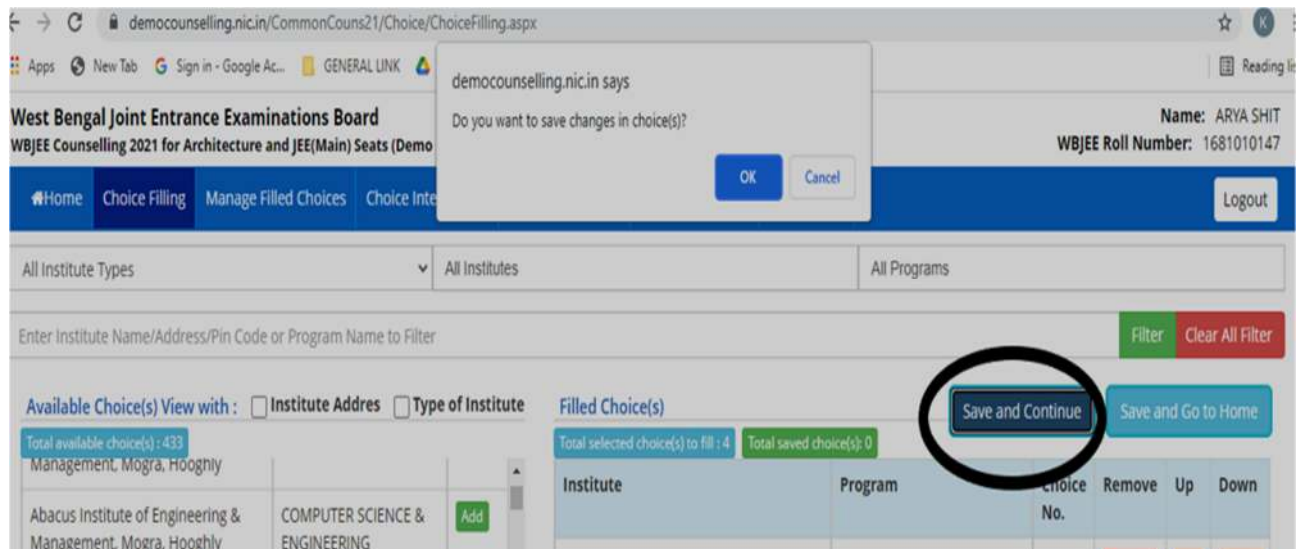 democounselling.nic.in/CommonCouns21/Choice/ChoiceFilling.aspx
K
Apps New Tab G Sign in - Google Ac... GENERAL LINK
Reading
democounselling.nic.in says
Do you want to save changes in choice(s)?
OK Cancel
West Bengal Joint Entrance Examinations Board
WBJEE Counselling 2021 for Architecture and JEE(Main) Seats (Demo
Name: ARYA SHIT
WBJEE Roll Number: 1681010147
Home Choice Filling Manage Filled Choices Choice Inte
Logout
All Institute Types All Institutes All Programs
Enter Institute Name/Address/Pin Code or Program Name to Filter
Filter Clear All Filter
Available Choice(s) View with : Institute Addres Type of Institute
Total available choice(s) : 433
Management, Mogra, Hooghly
Abacus Institute of Engineering & COMPUTER SCIENCE & Add
Management, Mogra, Hooghly ENGINEERING
Filled Choice(s)
Save and Continue Save and Go to Home
Total selected choice(s) to fill : 4 Total saved choice(s): 0
Institute Program Choice Remove Up Down
No.